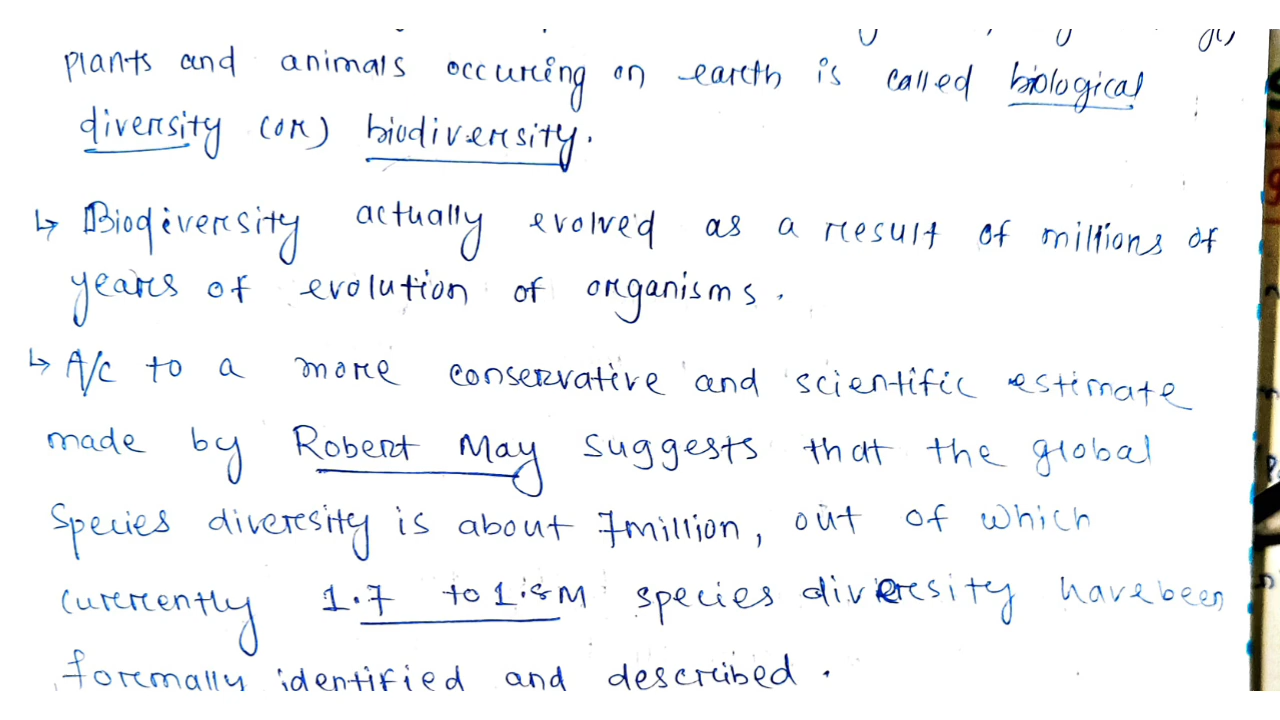 plants and animals occuring on earth is called biological
diversity (or) biodiversity.
↳ Biodiversity actually evolved as a result of millions of
years of evolution of organisms.
↳ A/c to a more conservative and scientific estimate
made by Robert May suggests that the global
Species diversity is about 7million, out of which
currently 1.7 to 1.8M species diversity have been
formally identified and described.